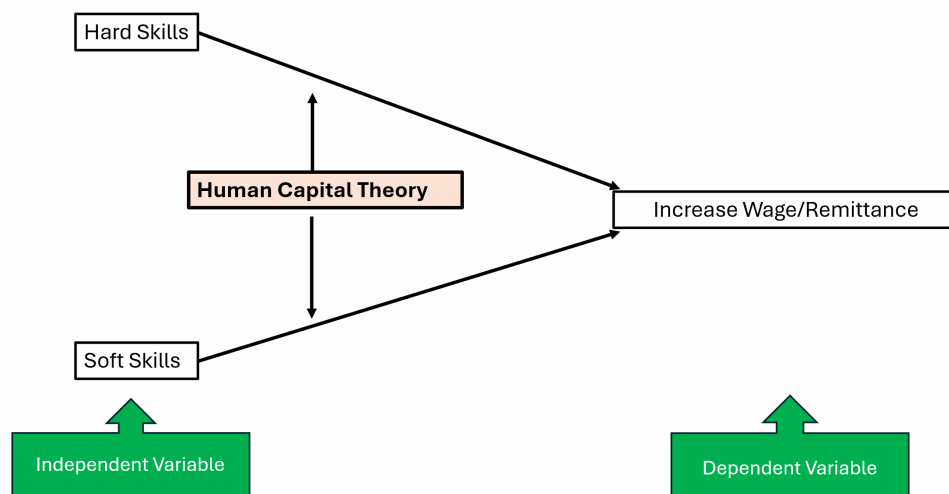 Hard Skills
Human Capital Theory
Increase Wage/Remittance
Soft Skills
Independent Variable
Dependent Variable